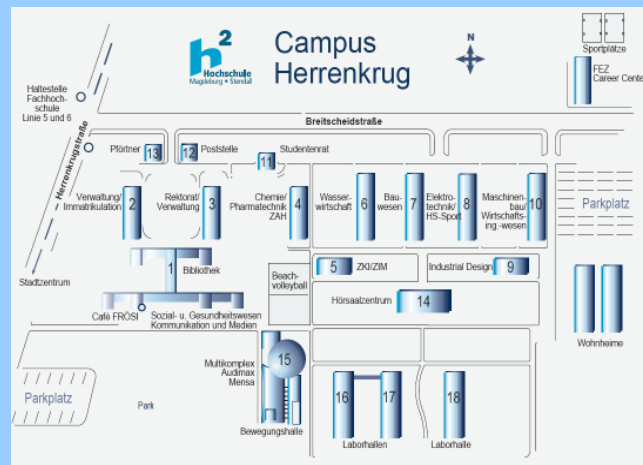 h2
Hochschule
Magdeburg • Stendal
Campus
Herrenkrug
N
Sportplätze
FEZ
Career Center
Haltestelle
Fachhoch-
schule
Linie 5 und 6
Breitscheidstraße
Herrenkrugstraße
Pförtner
13
12
Poststelle
Studentenrat
11
Verwaltung/
Immatrikulation
2
Rektorat/
Verwaltung
3
Chemie/
Pharmatechnik
ZAH
4
Wasser-
wirtschaft
6
Bau-
wesen
7
Elektro-
technik/
HS-Sport
8
Maschinen-
bau/
Wirtschafts-
ing.-wesen
10
Parkplatz
1
Bibliothek
Stadtzentrum
Beach-
volleyball
5
ZKI/ZIM
Industrial Design
9
Hörsaalzentrum
14
Café FRÖSI
Sozial- u. Gesundheitswesen
Kommunikation und Medien
Wohnheime
15
Multikomplex
Audimax
Mensa
Parkplatz
Park
Bewegungshalle
16
17
18
Laborhallen
Laborhalle